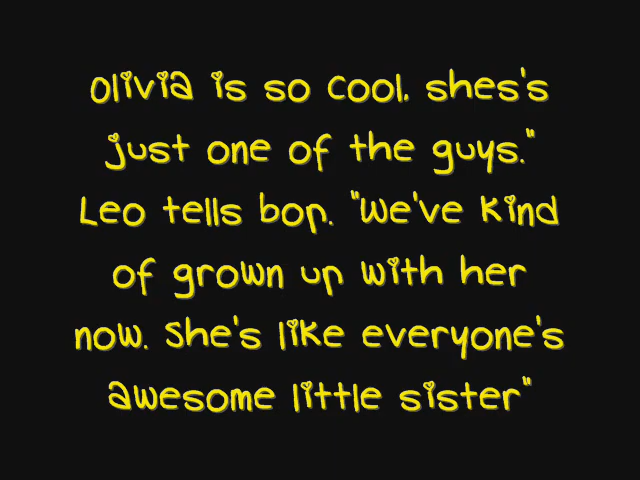 Olivia is so cool. shes's
just one of the guys."
Leo tells bop. "We've kind
of grown up with her
now. She's like everyone's
awesome little sister"